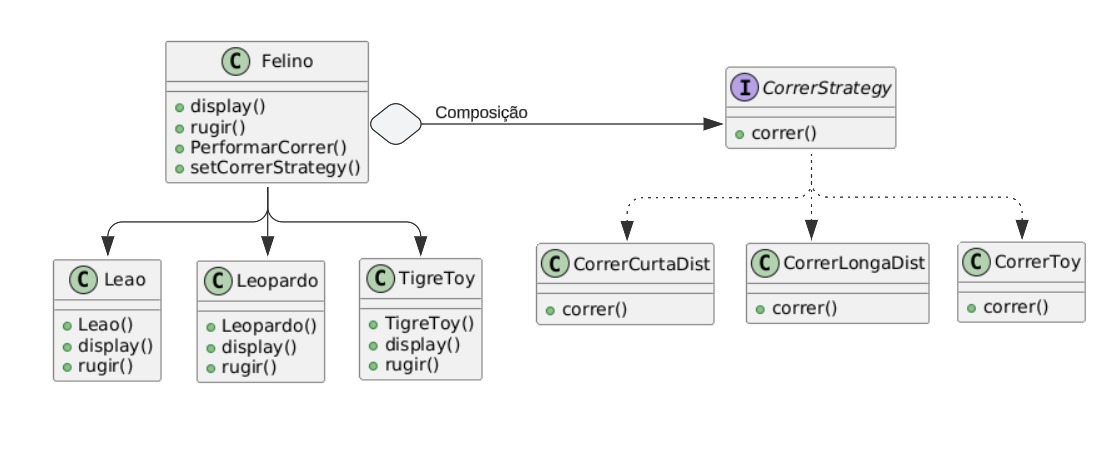 C Felino
display()
rugir()
PerformarCorrer()
setCorrerStrategy()
Composição
I CorrerStrategy
correr()
C Leao
Leao()
display()
rugir()
C Leopardo
Leopardo()
display()
rugir()
C TigreToy
TigreToy()
display()
rugir()
C CorrerCurtaDist
correr()
C CorrerLongaDist
correr()
C CorrerToy
correr()